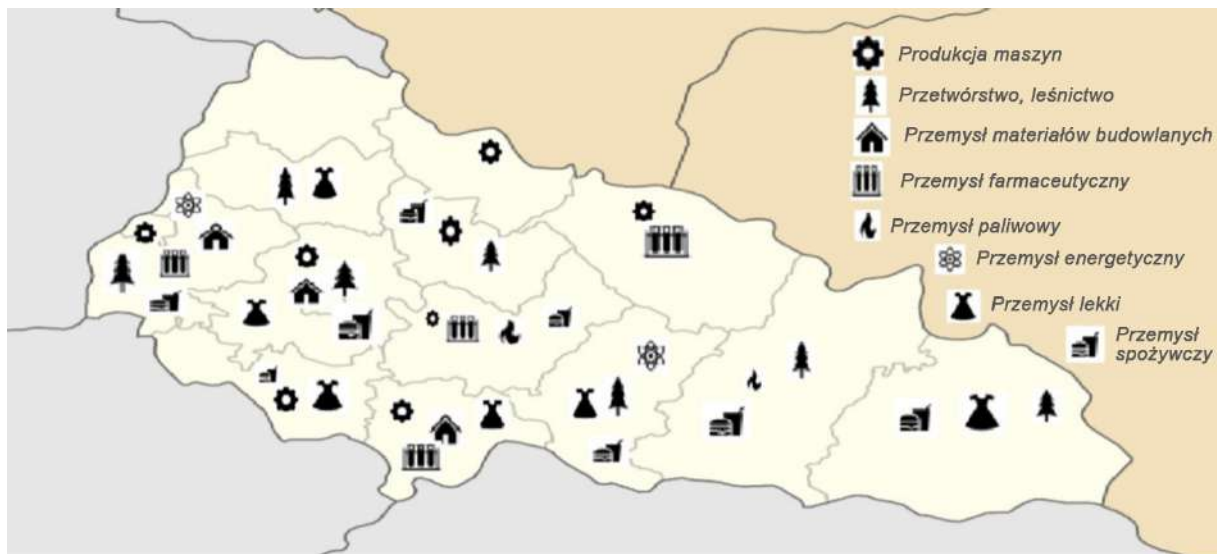 Produkcja maszyn
Przetwórstwo, leśnictwo
Przemysł materiałów budowlanych
Przemysł farmaceutyczny
Przemysł paliwowy
Przemysł energetyczny
Przemysł lekki
Przemysł
spożywczy